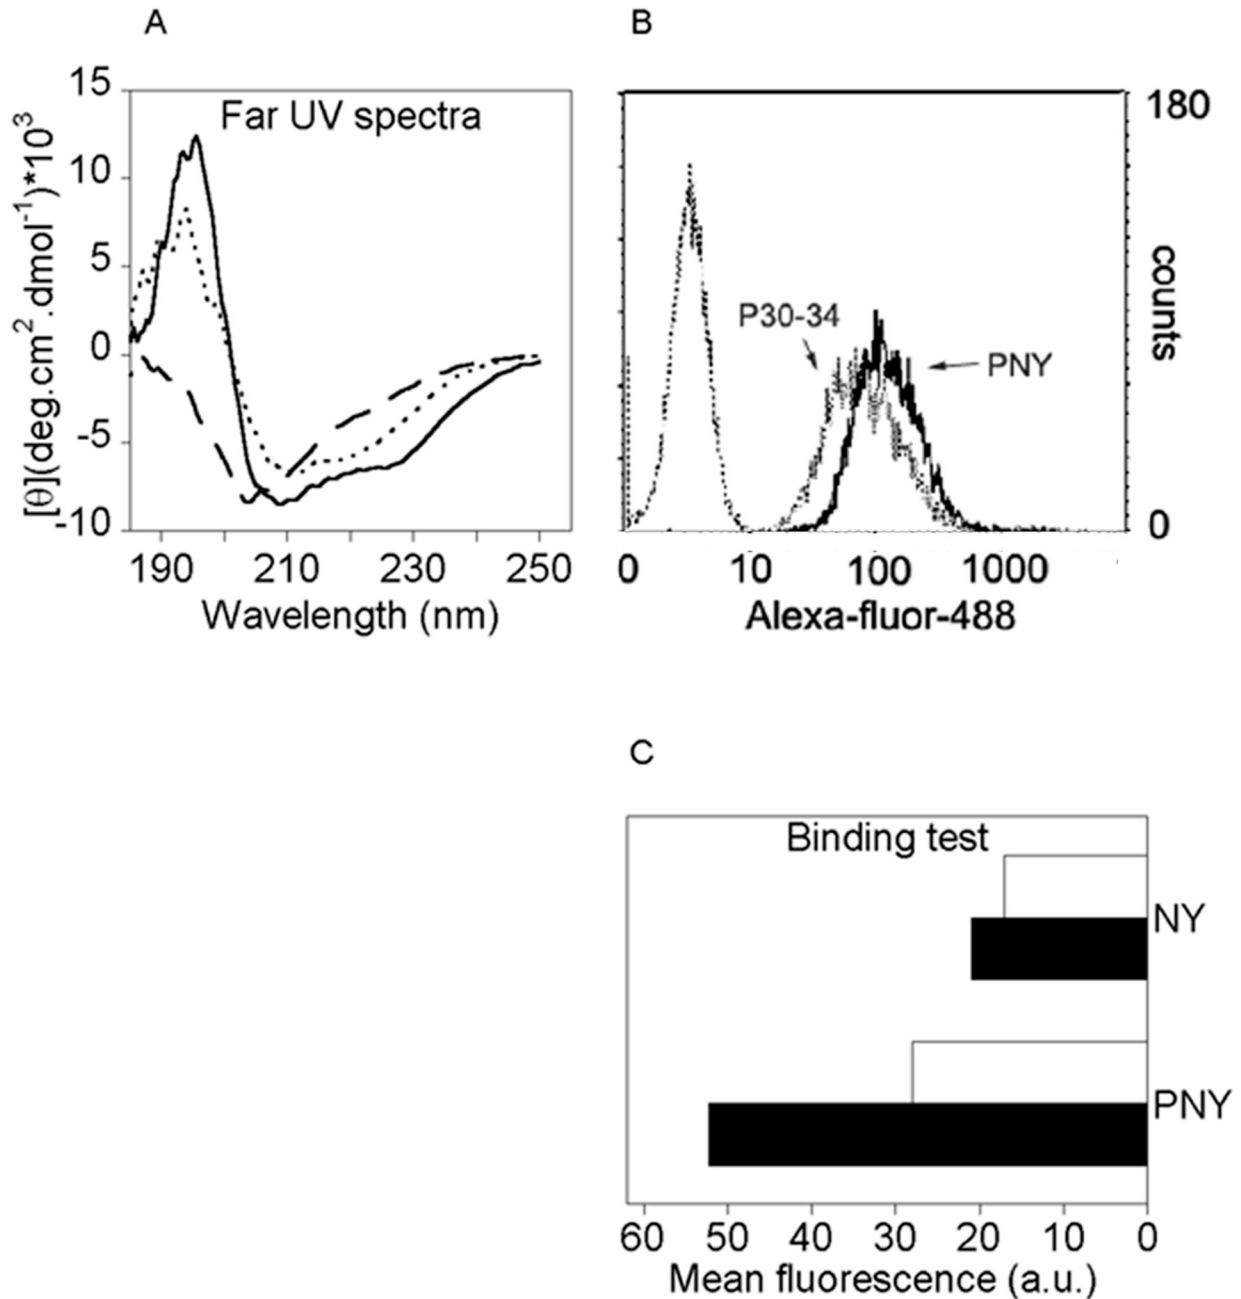 A
B
Far UV spectra
[θ](deg.cm².dmol⁻¹)*10³
15
10
5
0
-5
-10
190 210 230 250
Wavelength (nm)
P30-34
PNY
180
counts
0
0 10 100 1000
Alexa-fluor-488
C
Binding test
NY
PNY
60 50 40 30 20 10 0
Mean fluorescence (a.u.)